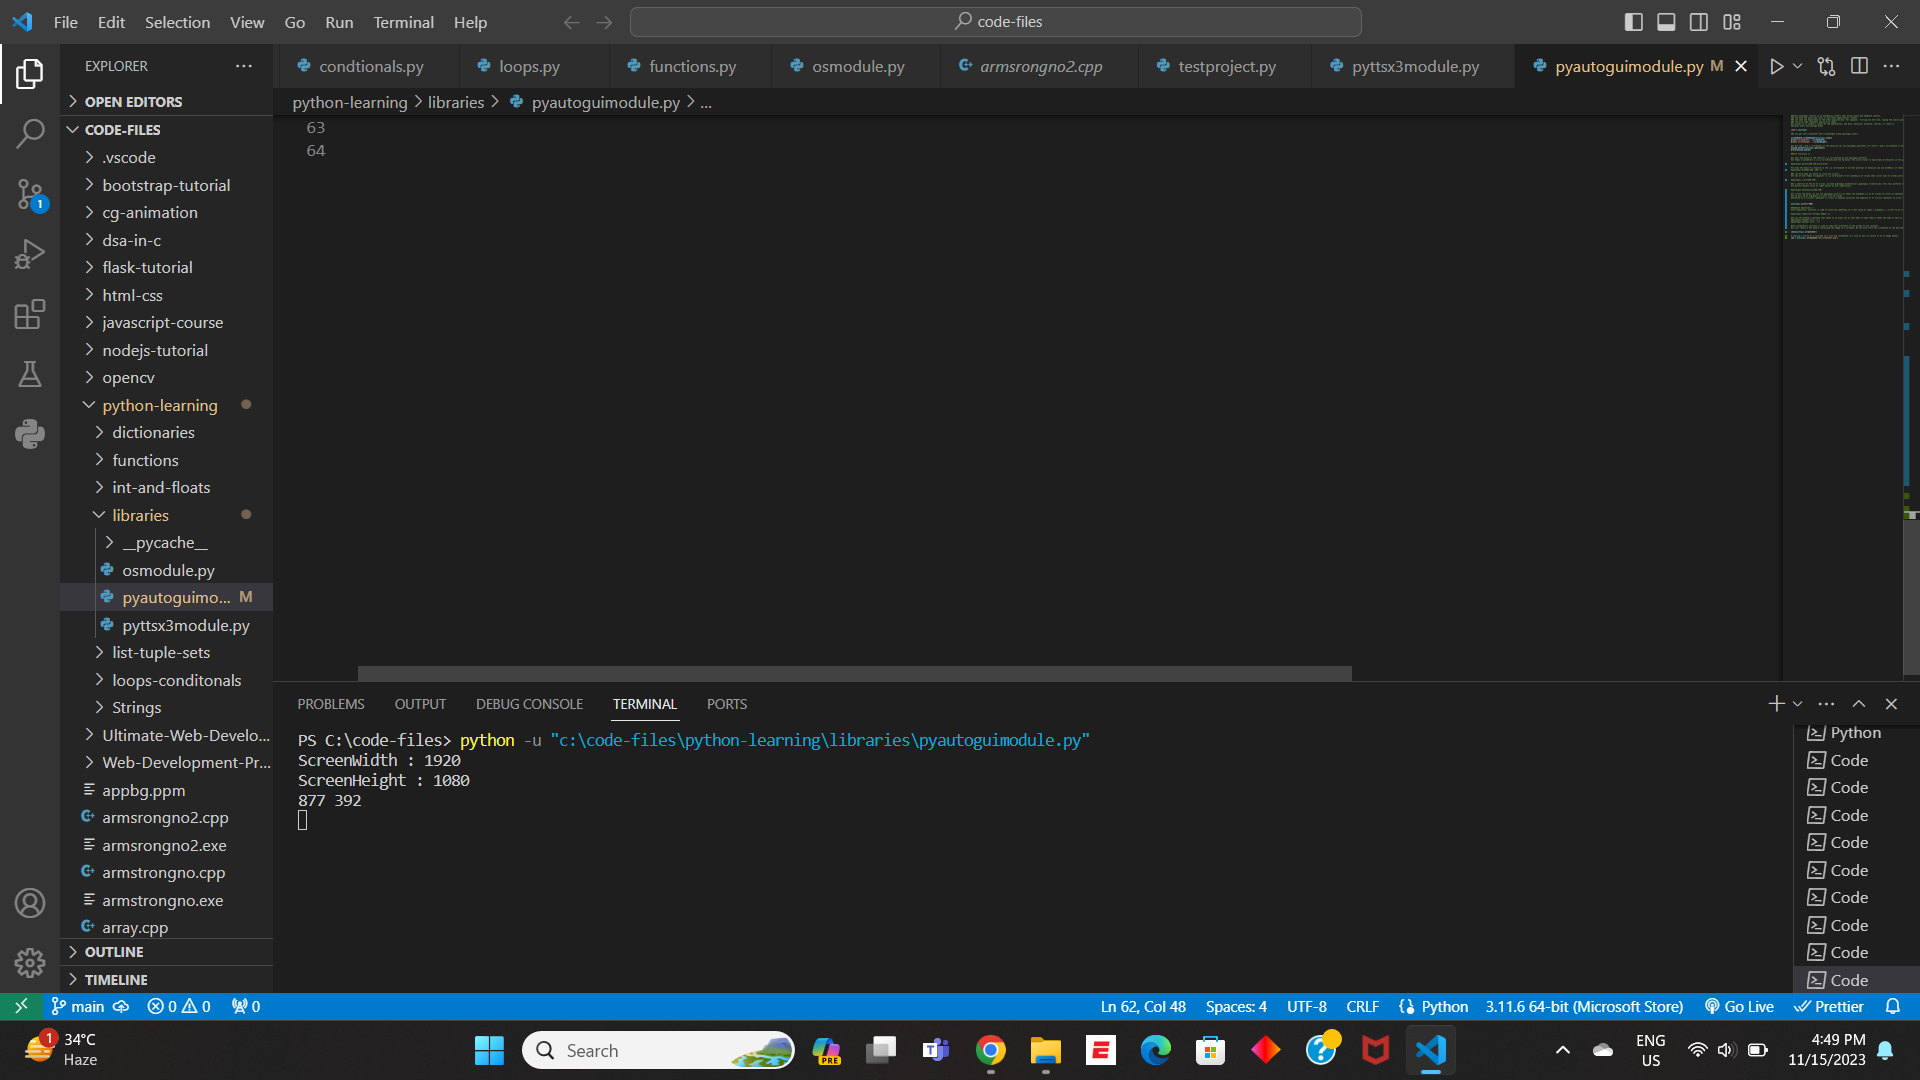 File Edit Selection View Go Run Terminal Help
code-files
EXPLORER
condtionals.py
loops.py
functions.py
osmodule.py
armsrongno2.cpp
testproject.py
pyttsx3module.py
pyautoguimodule.py M
python-learning > libraries > pyautoguimodule.py > ...
OPEN EDITORS
CODE-FILES
.vscode
bootstrap-tutorial
cg-animation
dsa-in-c
flask-tutorial
html-css
javascript-course
nodejs-tutorial
opencv
python-learning
dictionaries
functions
int-and-floats
libraries
__pycache__
osmodule.py
pyautoguimo... M
pyttsx3module.py
list-tuple-sets
loops-conditonals
Strings
Ultimate-Web-Develo...
Web-Development-Pr...
appbg.ppm
armsrongno2.cpp
armsrongno2.exe
armstrongno.cpp
armstrongno.exe
array.cpp
OUTLINE
TIMELINE
1
63
64
PROBLEMS OUTPUT DEBUG CONSOLE TERMINAL PORTS
PS C:\code-files> python -u "c:\code-files\python-learning\libraries\pyautoguimodule.py"
ScreenWidth : 1920
ScreenHeight : 1080
877 392
Python
Code
Code
Code
Code
Code
Code
Code
Code
Code
main 0 0 0
Ln 62, Col 48 Spaces: 4 UTF-8 CRLF Python 3.11.6 64-bit (Microsoft Store) Go Live Prettier
1
34°C
Haze
Search
PRE
ENG
US
4:49 PM
11/15/2023